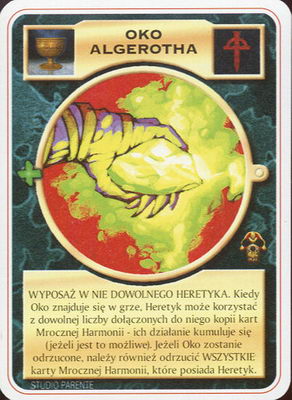 OKO
ALGEROTHA
WYPOSAŻ W NIE DOWOLNEGO HERETYKA. Kiedy
Oko znajduje się w grze, Heretyk może korzystać
z dowolnej liczby dołączonych do niego kopii kart
Mrocznej Harmonii - ich działanie kumuluje się
(jeżeli jest to możliwe). Jeżeli Oko zostanie
odrzucone, należy również odrzucić WSZYSTKIE
karty Mrocznej Harmonii, które posiada Heretyk.
STUDIO PARENTE